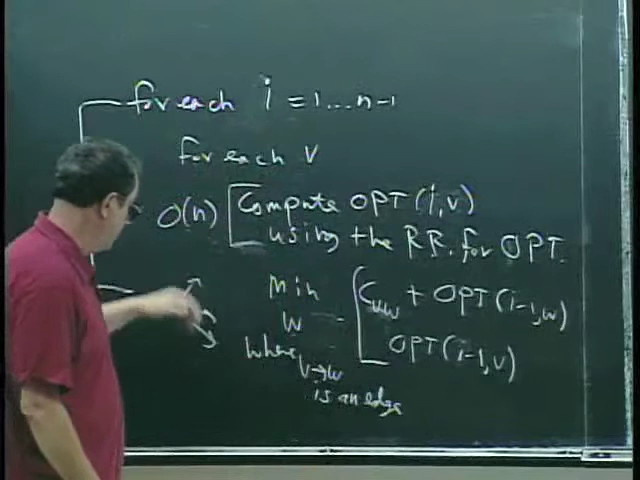 for each i = 1 ... n-1
for each v
O(n) [ Compute OPT(i,v)
using the RR. for OPT.
Min
w
where
v→w
is an edge
C_vw + OPT(i-1,w)
OPT(i-1,v)